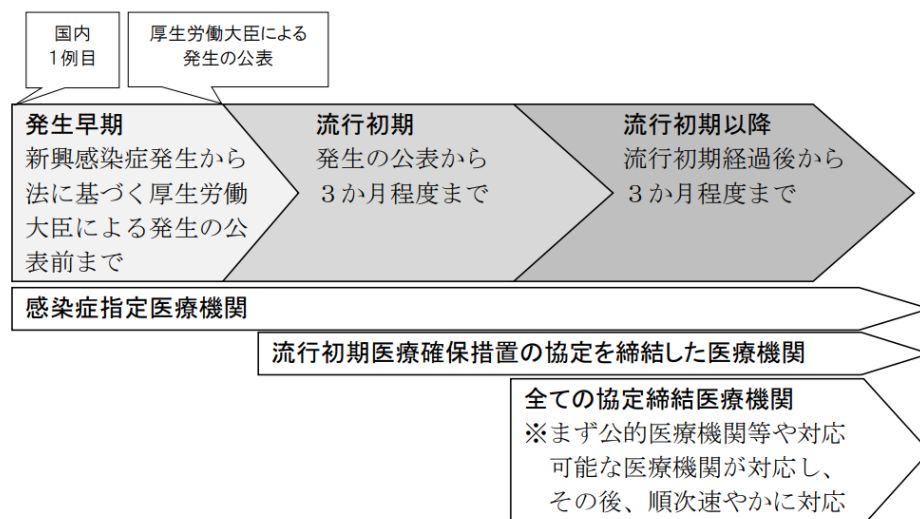 国内
１例目
厚生労働大臣による
発生の公表
発生早期
新興感染症発生から
法に基づく厚生労働
大臣による発生の公
表前まで
流行初期
発生の公表から
３か月程度まで
流行初期以降
流行初期経過後から
３か月程度まで
感染症指定医療機関
流行初期医療確保措置の協定を締結した医療機関
全ての協定締結医療機関
※まず公的医療機関等や対応
可能な医療機関が対応し、
その後、順次速やかに対応